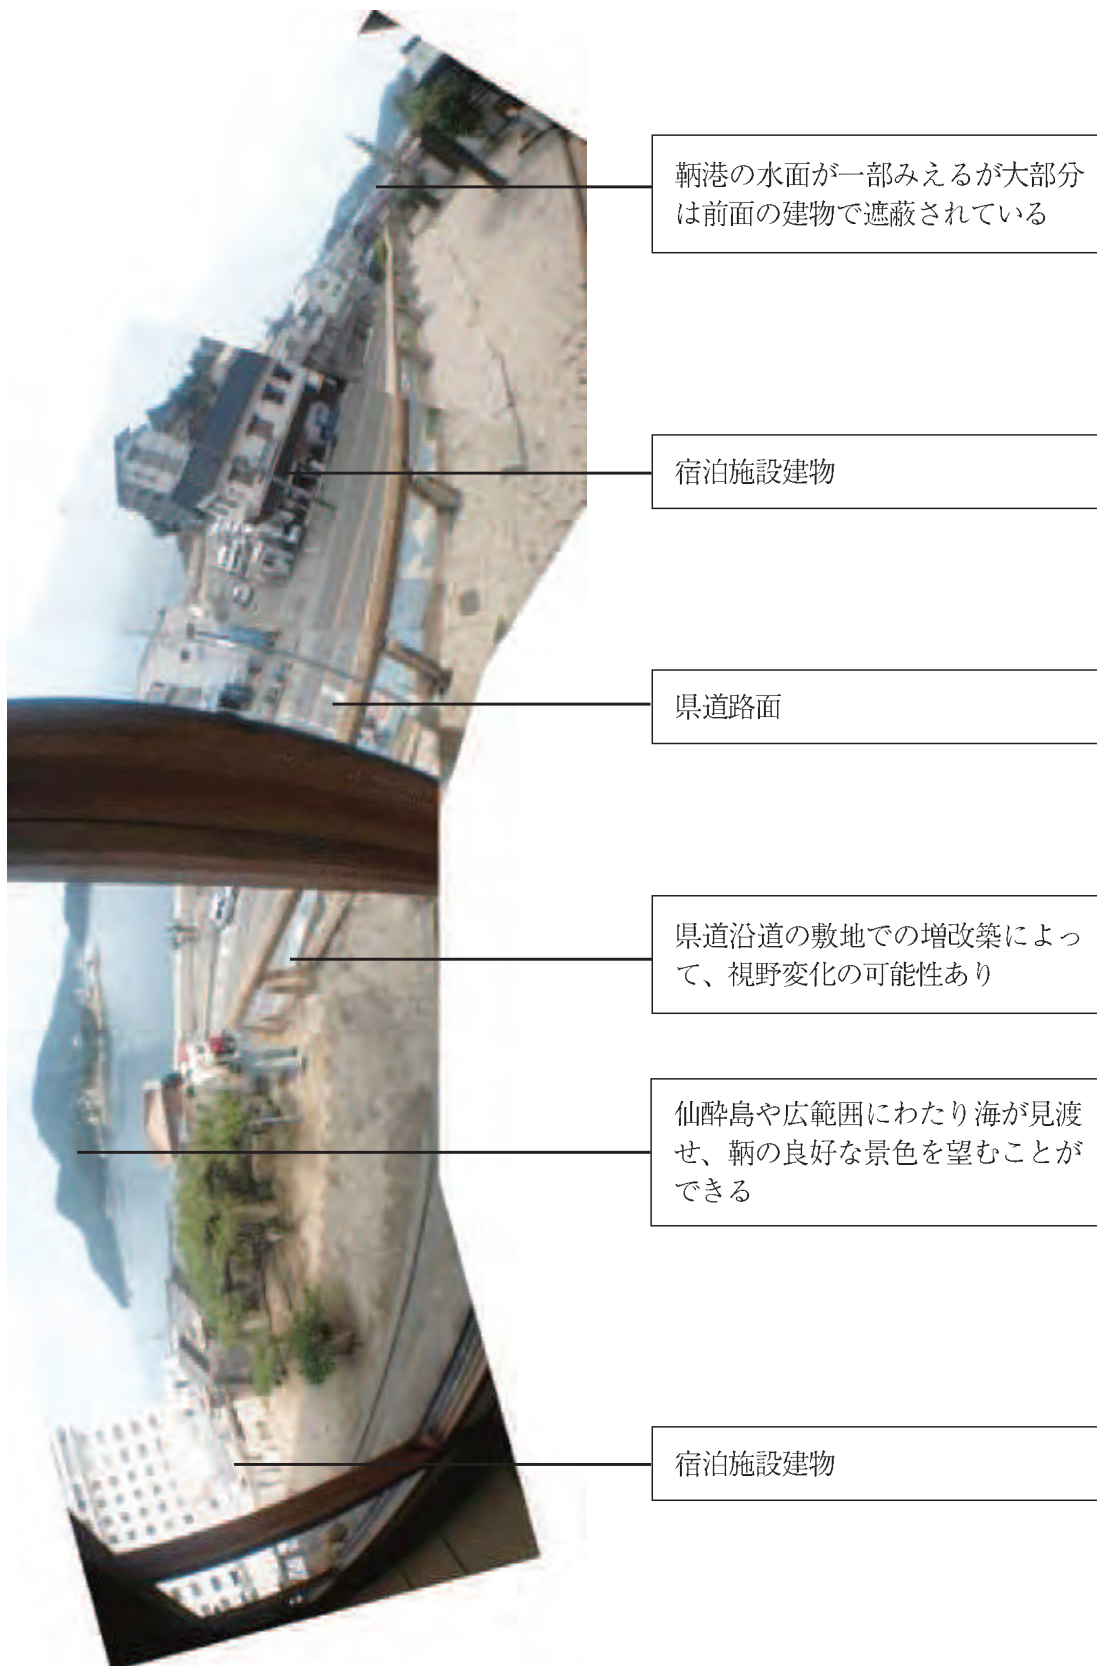 鞆港の水面が一部みえるが大部分
は前面の建物で遮蔽されている
宿泊施設建物
県道路面
県道沿道の敷地での増改築によっ
て、視野変化の可能性あり
仙酔島や広範囲にわたり海が見渡
せ、鞆の良好な景色を望むことが
できる
宿泊施設建物